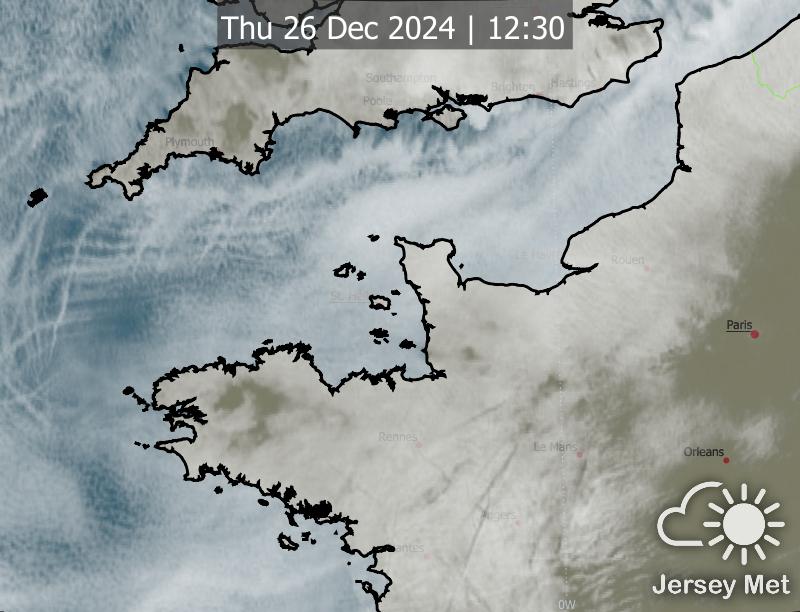 Thu 26 Dec 2024 | 12:30
Southampton
Brighton
Hastings
Poole
Plymouth
Le Havre
Rouen
St. Helier
Paris
Rennes
Le Mans
Orleans
Angers
Nantes
0W
Jersey Met